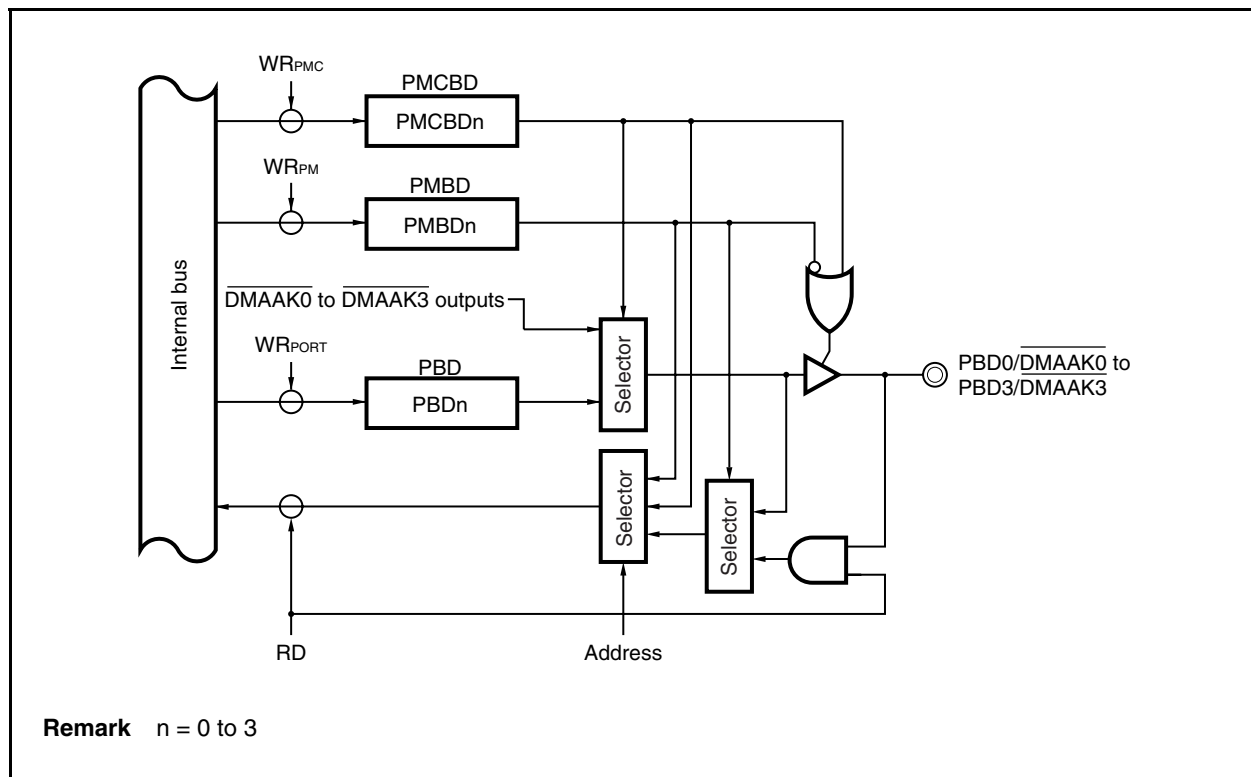 WRPMC
PMCBD
PMCBDn
WRPM
PMBD
PMBDn
Internal bus
DMAAK0 to DMAAK3 outputs
WRPORT
PBD
PBDn
Selector
PBD0/DMAAK0 to
PBD3/DMAAK3
Selector
Selector
RD
Address
Remark n = 0 to 3